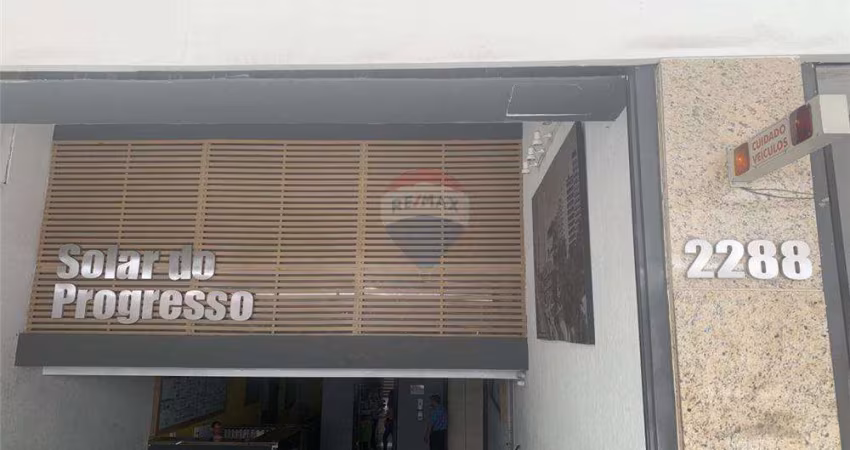 Solar do
Progresso
RE/MAX
CUIDADO
VEÍCULOS
2288